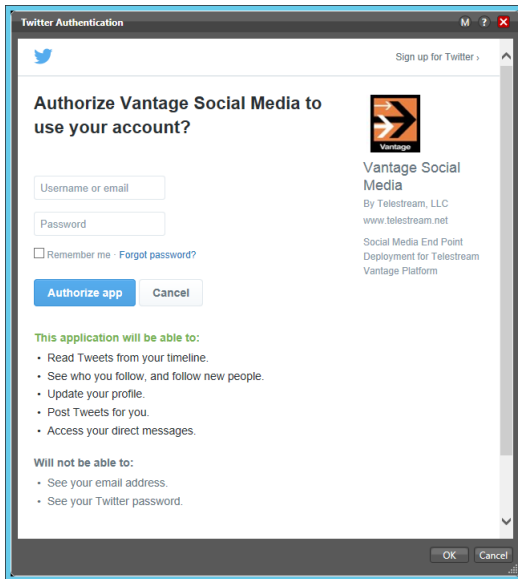 Twitter Authentication
M ?
Sign up for Twitter ›
Authorize Vantage Social Media to
use your account?
Username or email
Password
Remember me · Forgot password?
Authorize app Cancel
This application will be able to:
• Read Tweets from your timeline.
• See who you follow, and follow new people.
• Update your profile.
• Post Tweets for you.
• Access your direct messages.
Will not be able to:
• See your email address.
• See your Twitter password.
Vantage
Vantage Social
Media
By Telestream, LLC
www.telestream.net
Social Media End Point
Deployment for Telestream
Vantage Platform
OK Cancel